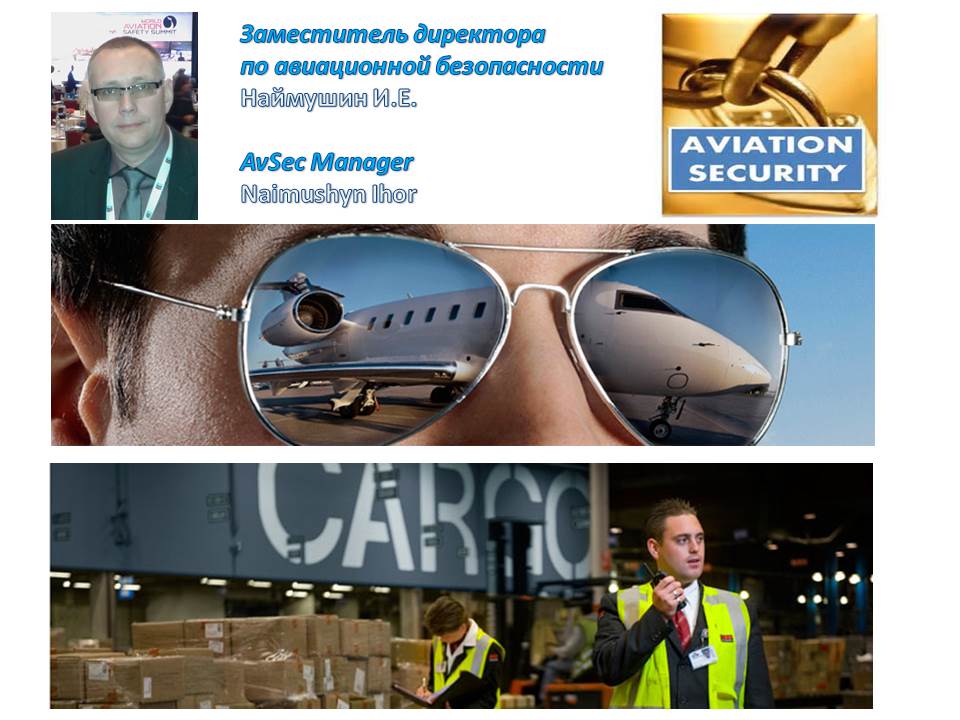 WORLD
AVIATION
SAFETY SUMMIT
Заместитель директора
по авиационной безопасности
Наймушин И.Е.
AvSec Manager
Naimushyn Ihor
AVIATION
SECURITY
CARGO